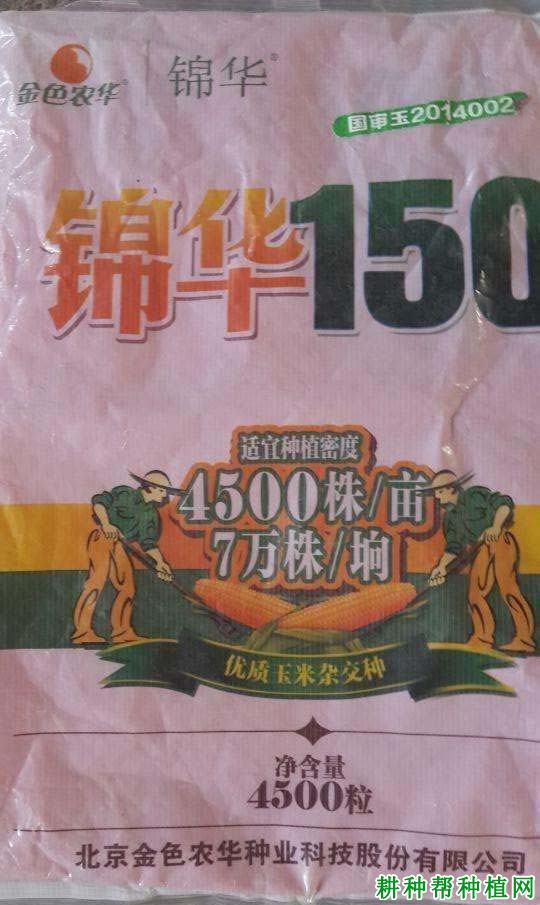 金色农华® 锦华®
国审玉2014002
锦华150
适宜种植密度
4500株/亩
7万株/垧
优质玉米杂交种
净含量
4500粒
北京金色农华种业科技股份有限公司
耕种帮种植网